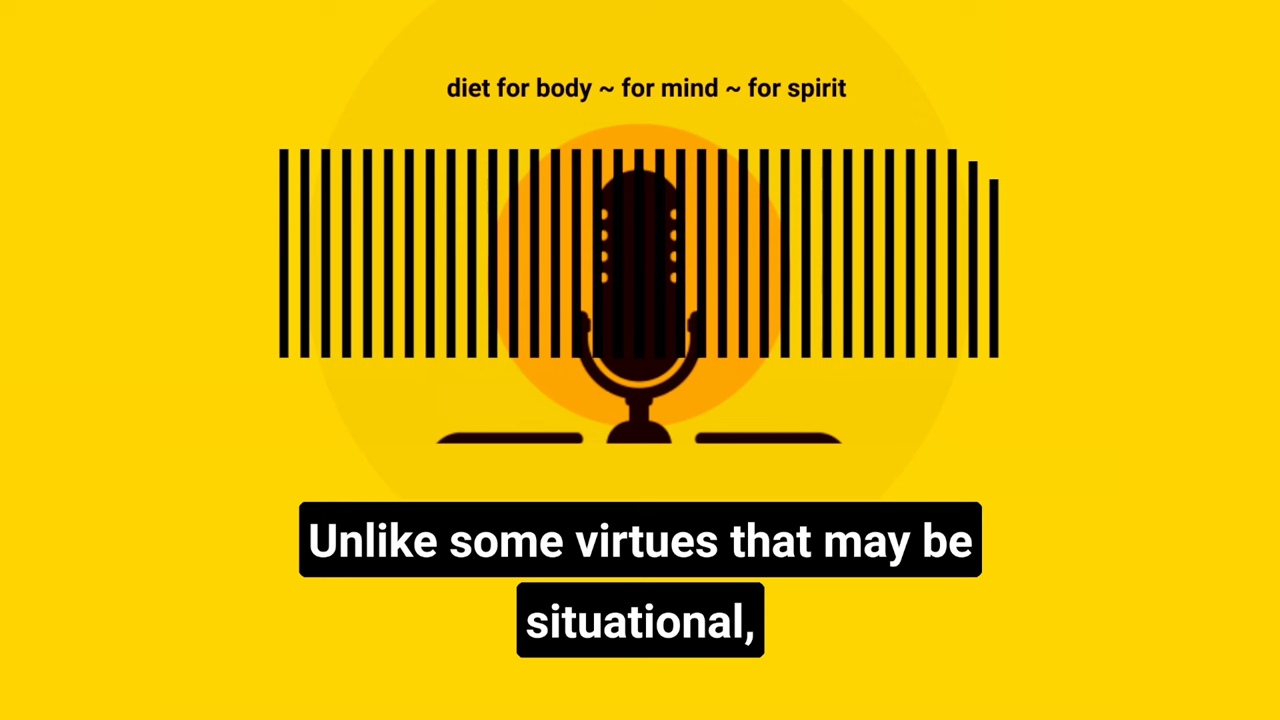 diet for body ~ for mind ~ for spirit
Unlike some virtues that may be
situational,